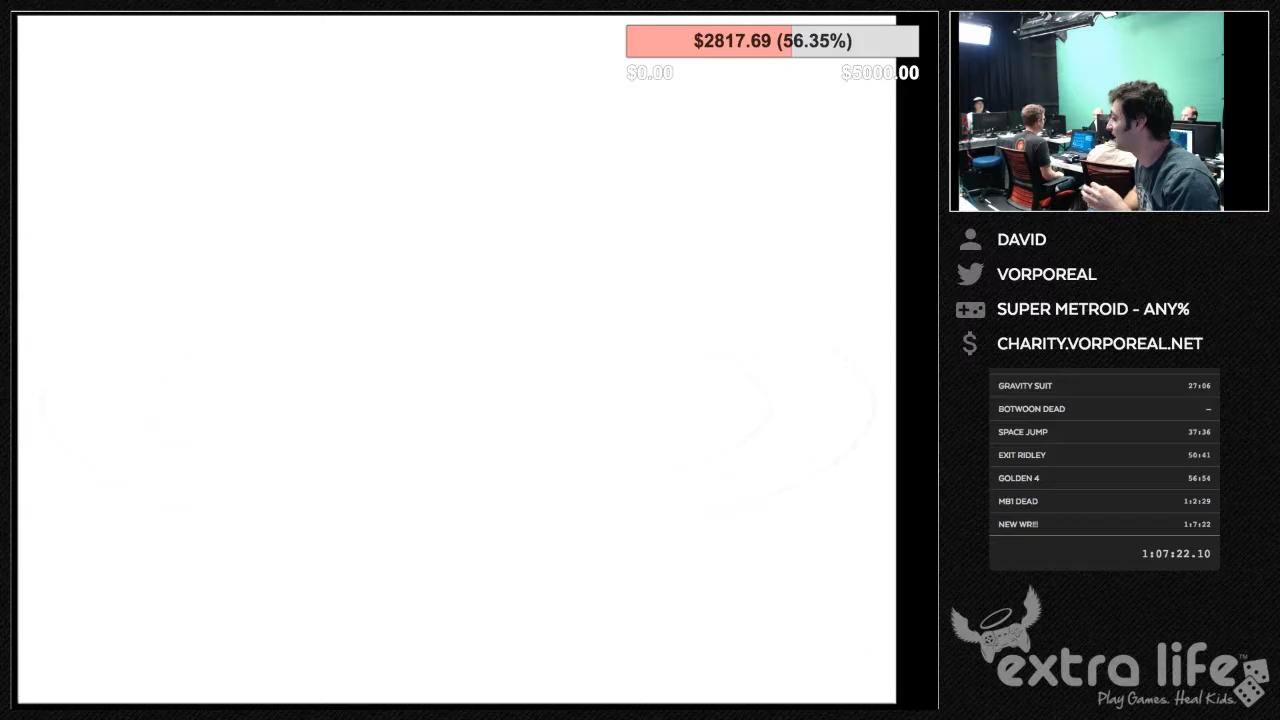 $2817.69 (56.35%)
$0.00 $5000.00
DAVID
VORPOREAL
SUPER METROID - ANY%
CHARITY.VORPOREAL.NET
GRAVITY SUIT 27:06
BOTWOON DEAD –
SPACE JUMP 37:36
EXIT RIDLEY 50:41
GOLDEN 4 56:54
MB1 DEAD 1:2:29
NEW WR!!! 1:7:22
1:07:22.10
extra life™
Play Games. Heal Kids.